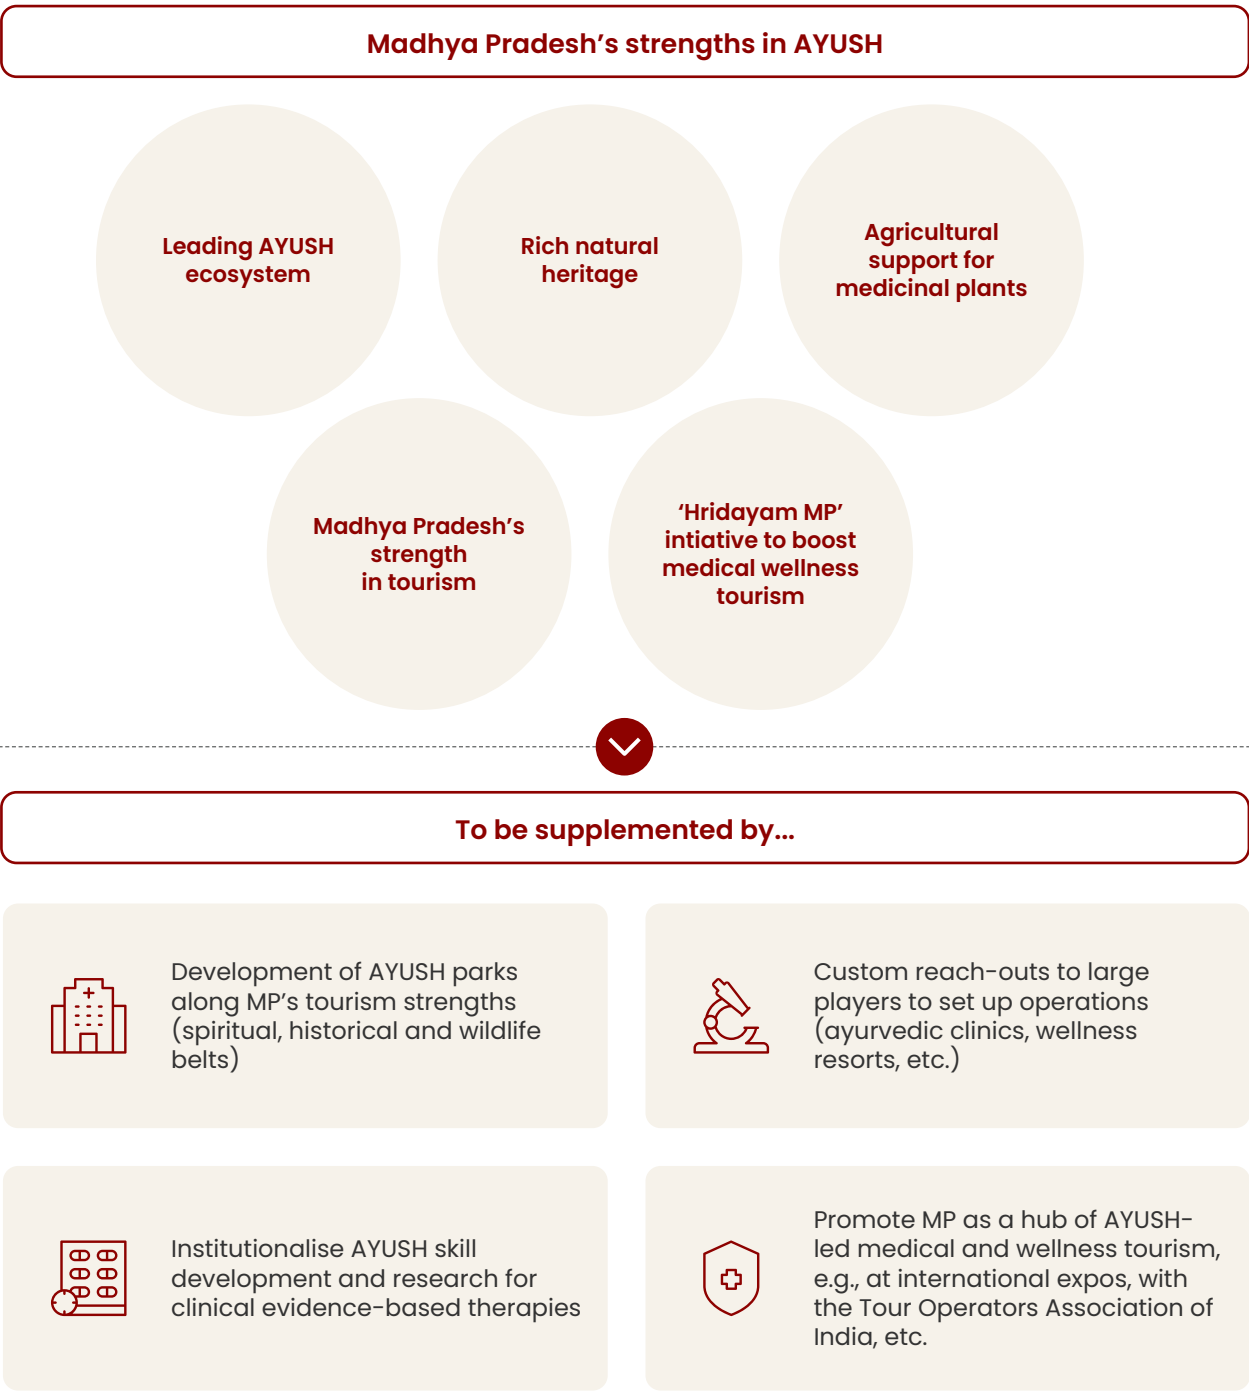 Madhya Pradesh’s strengths in AYUSH
Leading AYUSH
ecosystem
Rich natural
heritage
Agricultural
support for
medicinal plants
Madhya Pradesh’s
strength
in tourism
‘Hridayam MP’
intiative to boost
medical wellness
tourism
To be supplemented by...
Development of AYUSH parks
along MP’s tourism strengths
(spiritual, historical and wildlife
belts)
Custom reach-outs to large
players to set up operations
(ayurvedic clinics, wellness
resorts, etc.)
Institutionalise AYUSH skill
development and research for
clinical evidence-based therapies
Promote MP as a hub of AYUSH-
led medical and wellness tourism,
e.g., at international expos, with
the Tour Operators Association of
India, etc.